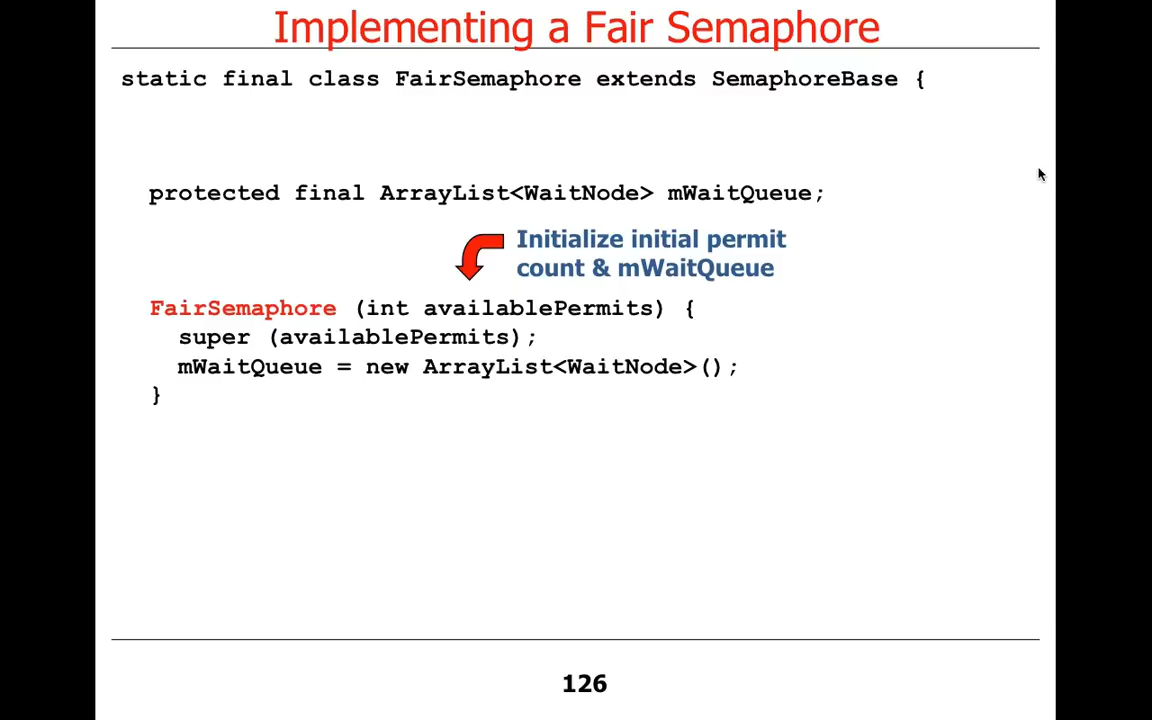 Implementing a Fair Semaphore
static final class FairSemaphore extends SemaphoreBase {
protected final ArrayList<WaitNode> mWaitQueue;
Initialize initial permit
count & mWaitQueue
FairSemaphore (int availablePermits) {
super (availablePermits);
mWaitQueue = new ArrayList<WaitNode>();
}
126